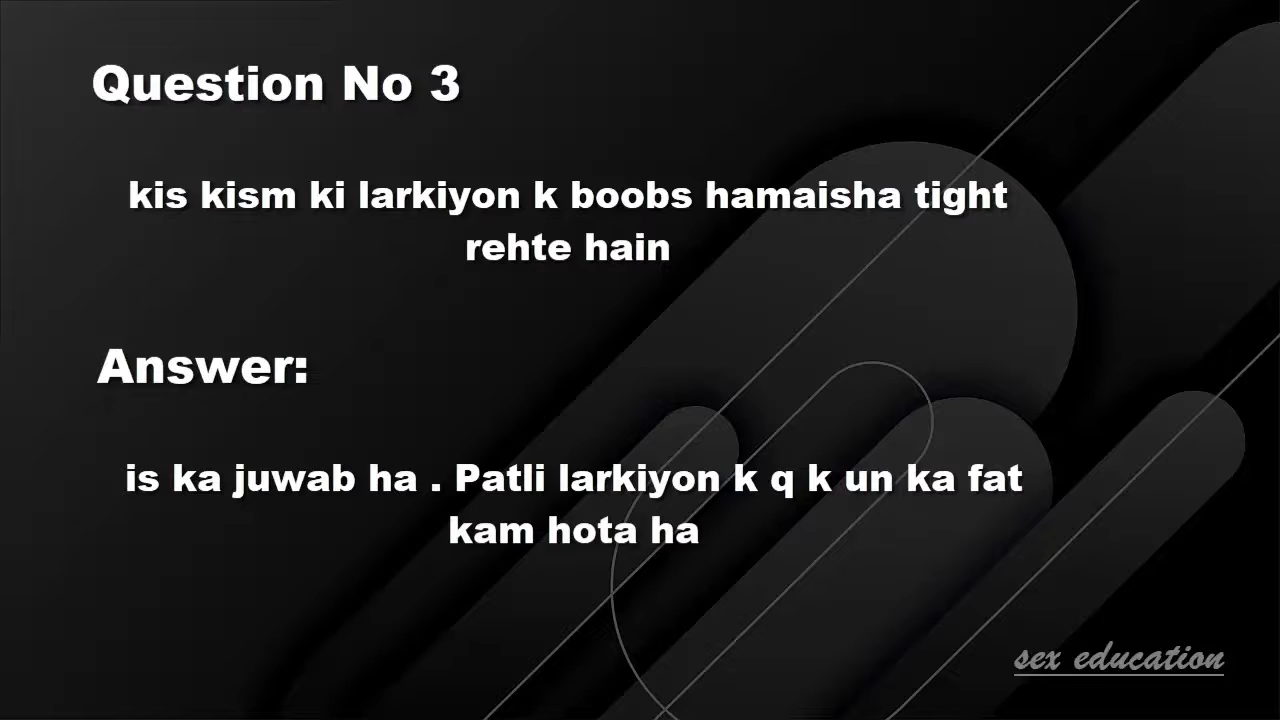 Question No 3
kis kism ki larkiyon k boobs hamaisha tight
rehte hain
Answer:
is ka juwab ha . Patli larkiyon k q k un ka fat
kam hota ha
sex education